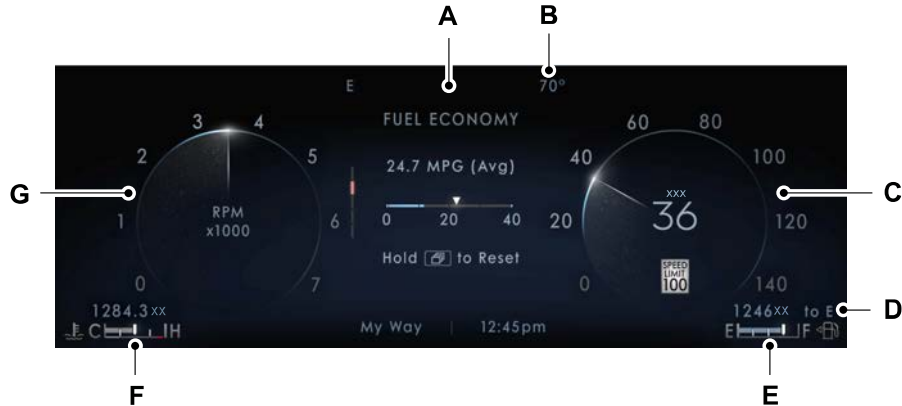 A
B
E
70°
FUEL ECONOMY
24.7 MPG (Avg)
0 20 40
Hold to Reset
My Way | 12:45pm
G
0
1
2
3
4
5
6
7
RPM
x1000
1284.3 xx
C H
F
0
20
40
60
80
100
120
140
xxx
36
SPEED
LIMIT
100
1246xx to E
E F
C
D
E